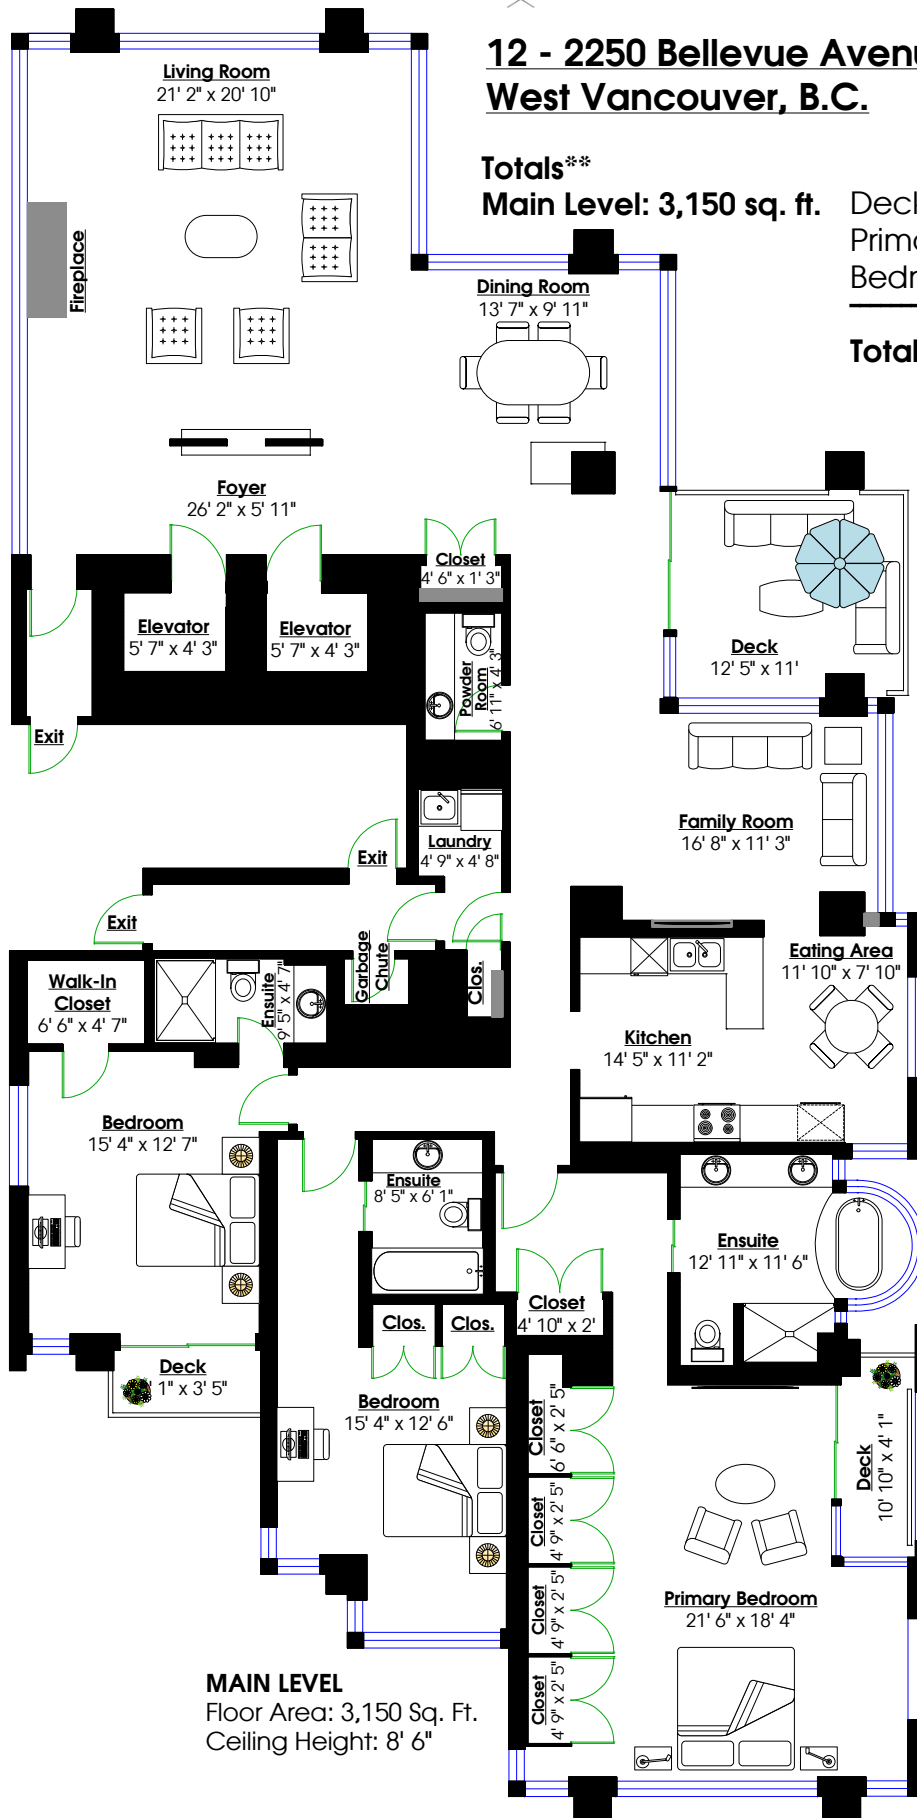 12 - 2250 Bellevue Avenu
West Vancouver, B.C.
Totals**
Main Level: 3,150 sq. ft.
Deck
Prima
Bedr
Total
Living Room
21' 2" x 20' 10"
Fireplace
Dining Room
13' 7" x 9' 11"
Foyer
26' 2" x 5' 11"
Closet
4' 6" x 1' 3"
Elevator
5' 7" x 4' 3"
Elevator
5' 7" x 4' 3"
Powder
Room
6' 11" x 4' 3"
Deck
12' 5" x 11'
Exit
Family Room
16' 8" x 11' 3"
Laundry
4' 9" x 4' 8"
Exit
Exit
Garbage
Chute
Clos.
Eating Area
11' 10" x 7' 10"
Walk-In
Closet
6' 6" x 4' 7"
Ensuite
9' 5" x 4' 7"
Kitchen
14' 5" x 11' 2"
Bedroom
15' 4" x 12' 7"
Ensuite
8' 5" x 6' 1"
Ensuite
12' 11" x 11' 6"
Closet
4' 10" x 2'
Clos.
Clos.
Deck
1" x 3' 5"
Bedroom
15' 4" x 12' 6"
Closet
6' 6" x 2' 5"
Closet
4' 9" x 2' 5"
Closet
4' 9" x 2' 5"
Closet
4' 9" x 2' 5"
Deck
10' 10" x 4' 1"
Primary Bedroom
21' 6" x 18' 4"
MAIN LEVEL
Floor Area: 3,150 Sq. Ft.
Ceiling Height: 8' 6"